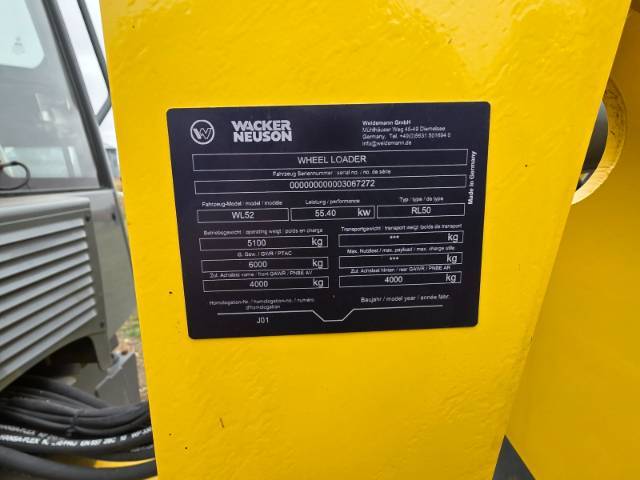 WACKER
NEUSON
Weidemann GmbH
Mühlhäuser Weg 45-49 Diemelsee
Germany, Tel. +49(0)5631 501694 0
info@weidemann.de
WHEEL LOADER
Fahrzeug Seriennummer / serial no. / no. de série
000000000003067272
Fahrzeug-Model / model / modèle
Leistung / performance
Typ / type / de type
WL52
55.40 kw
RL50
Betriebsgewicht / operating weight / poids en charge
Transportgewicht / transport weight / poids de transport
5100 kg
*** kg
G. Gew. / GWR / PTAC
Max. Nutzlast / max. payload / max. charge utile
6000 kg
*** kg
Zul. Achslast vorne / front GAWR / PNBE AV
Zul. Achslast hinten / rear GAWR / PNBE AR
4000 kg
4000 kg
Homologation-Nr. / homologation no. / numéro
d'homologation
Baujahr / model year / année fabr.
J01
Made in Germany
HANSA-FLEX